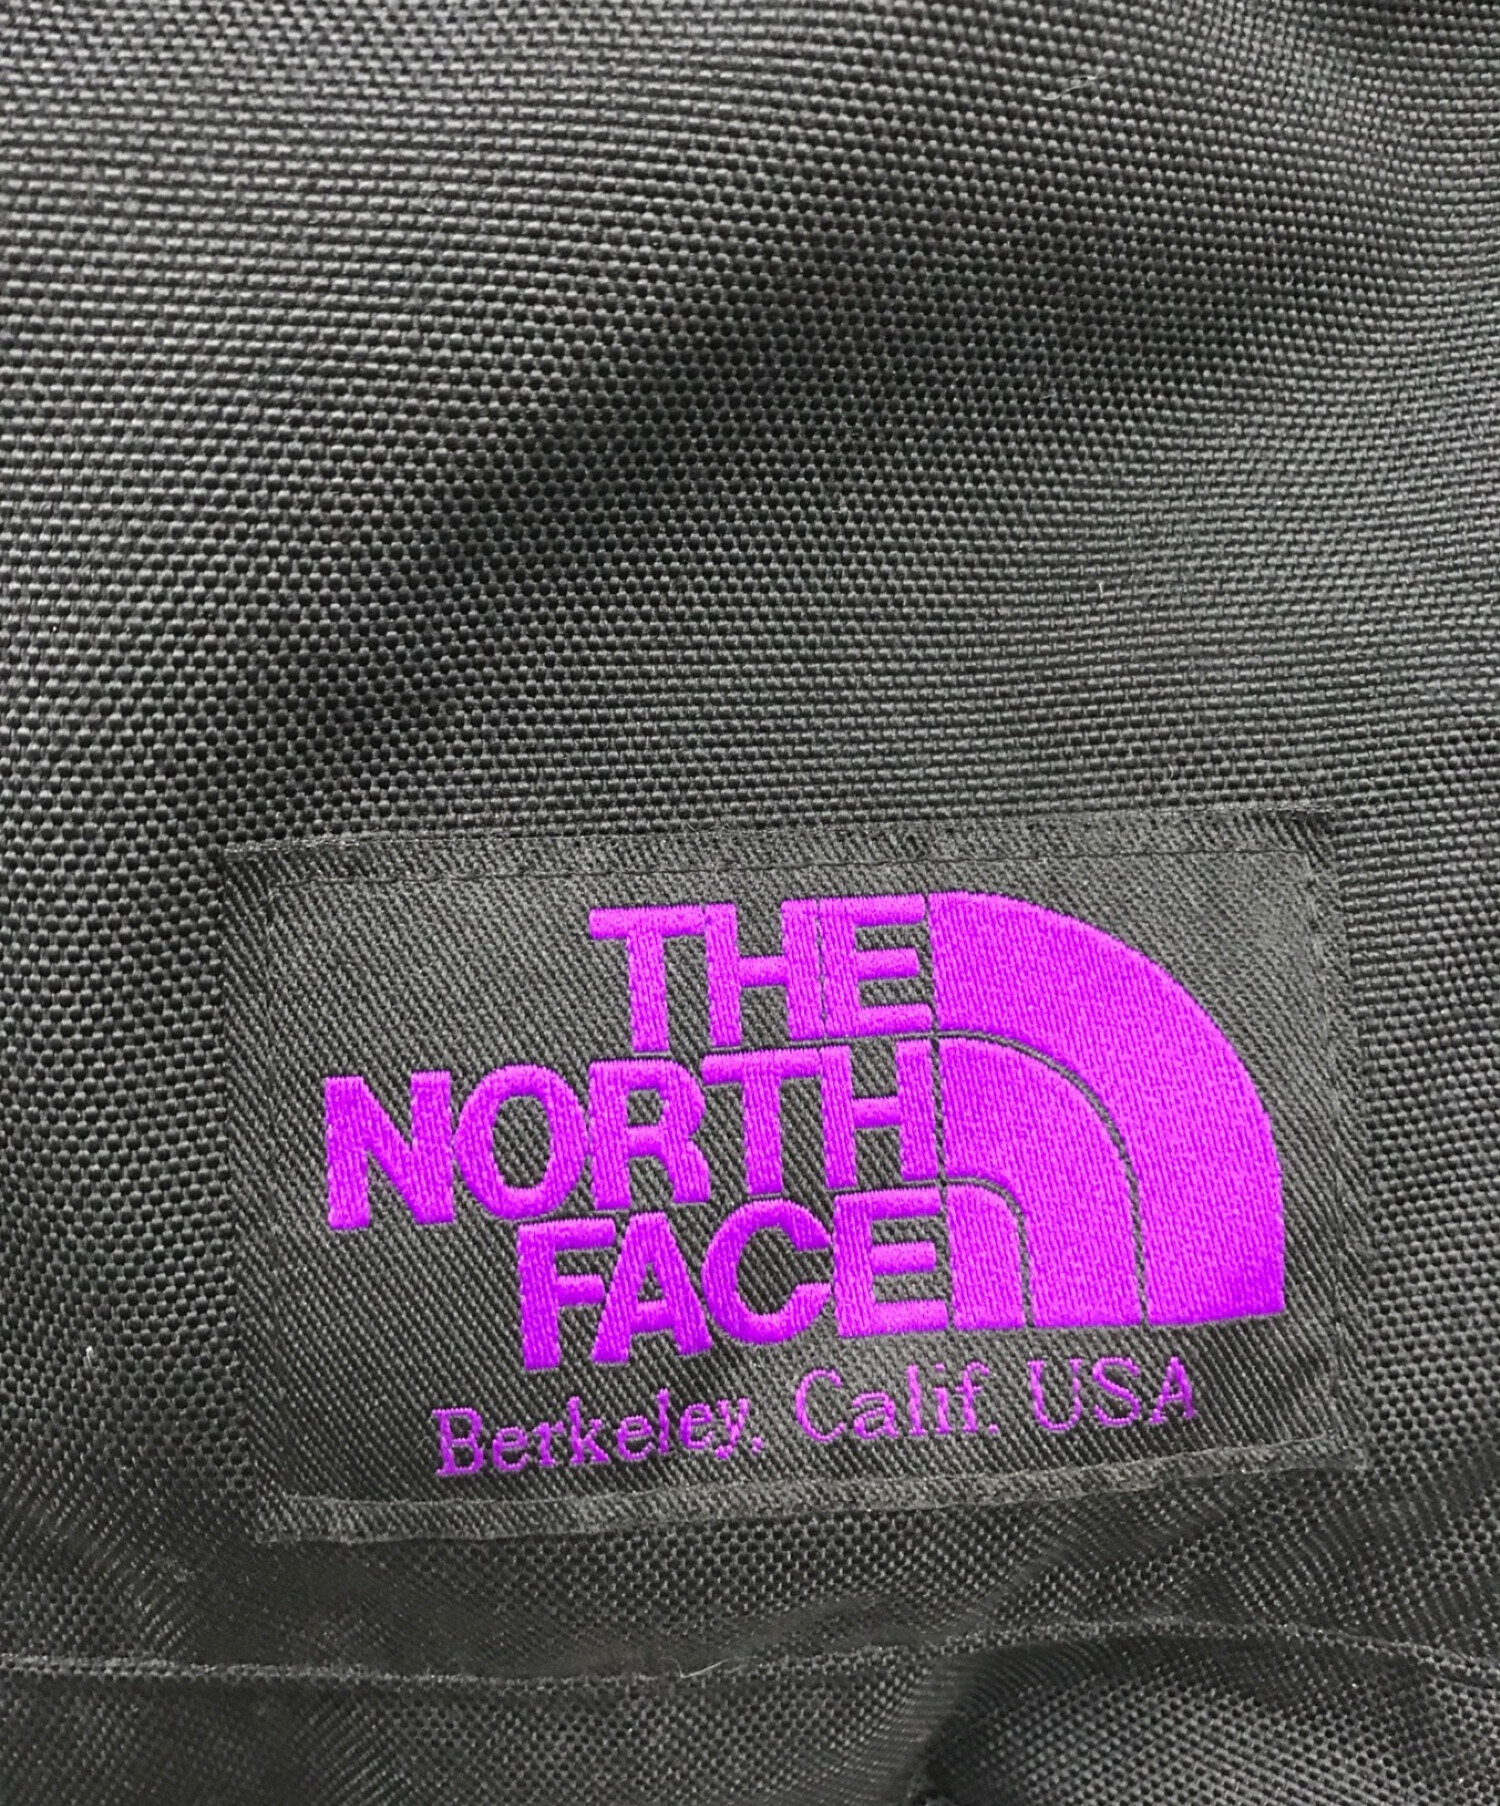 THE
NORTH
FACE
Berkeley, Calif. USA